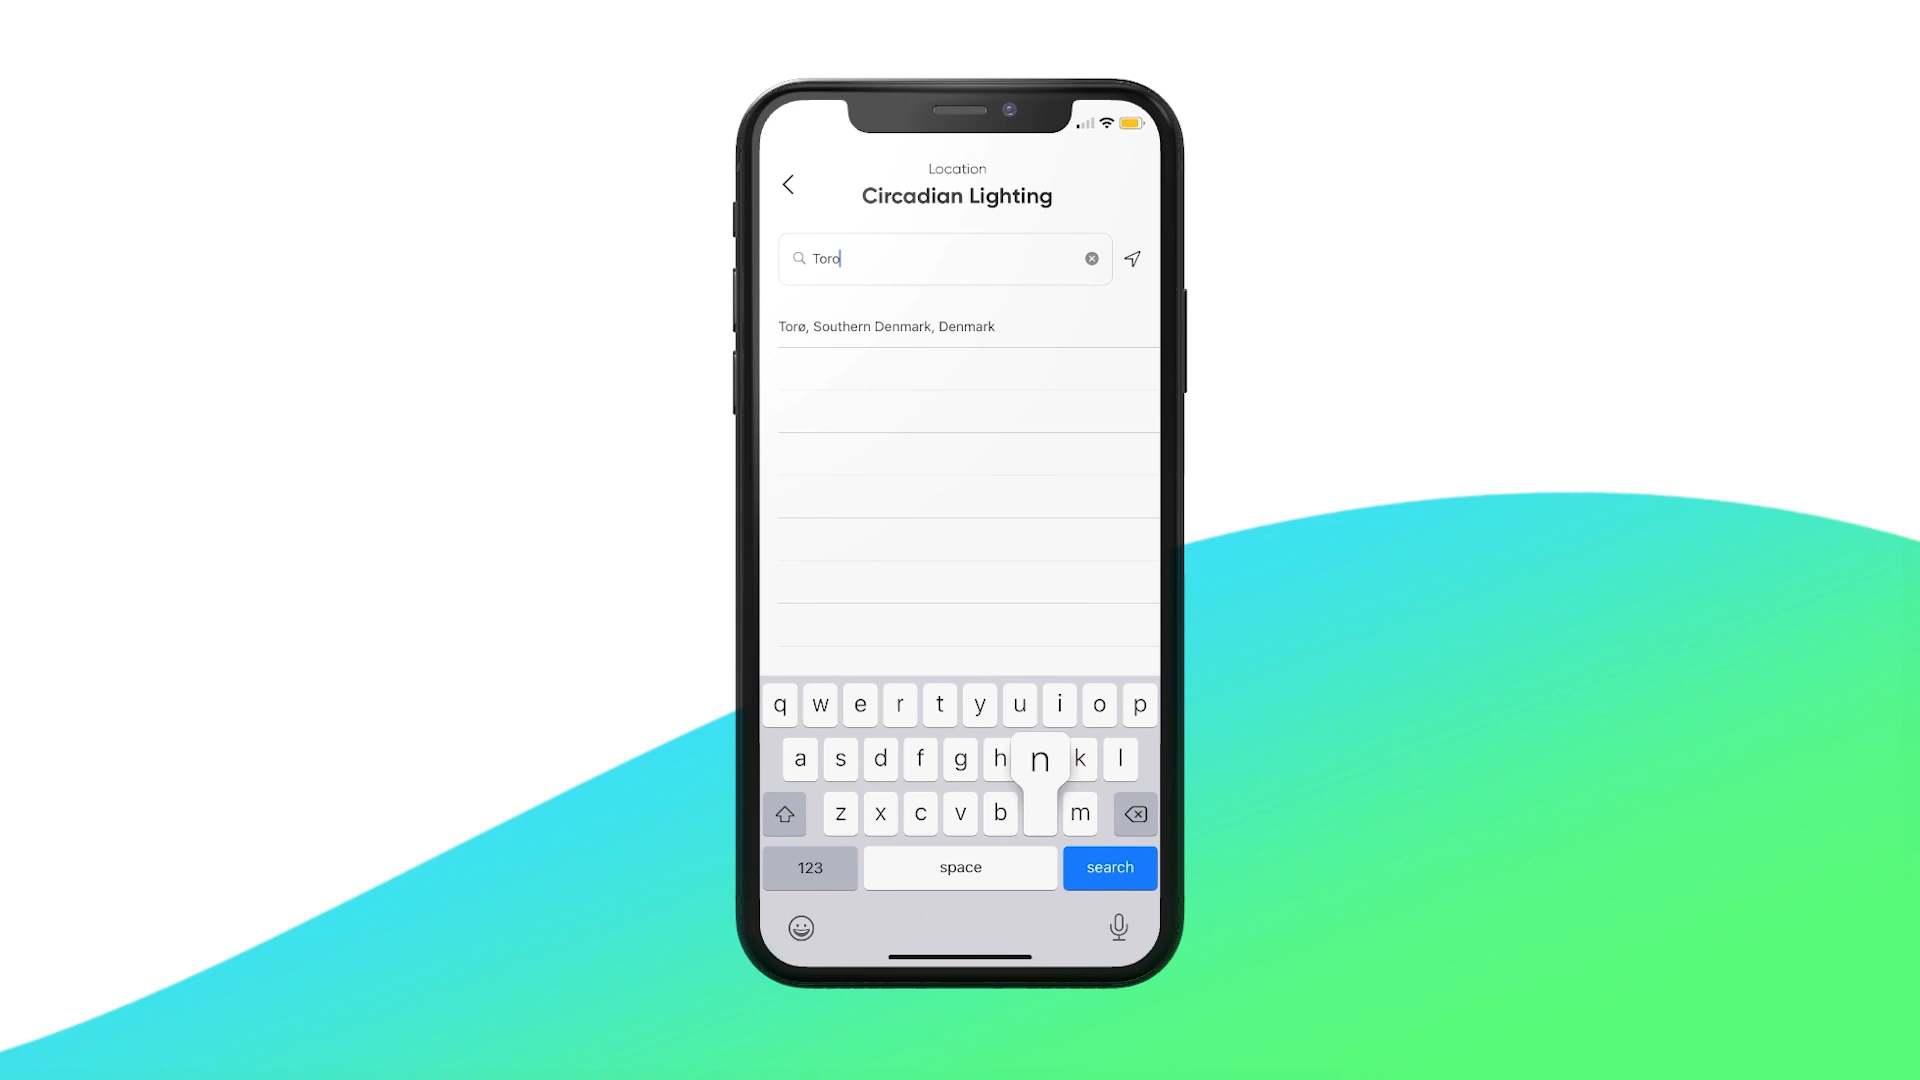 Location
Circadian Lighting
Toro
Torø, Southern Denmark, Denmark
q w e r t y u i o p
a s d f g h n k l
z x c v b m
123 space search